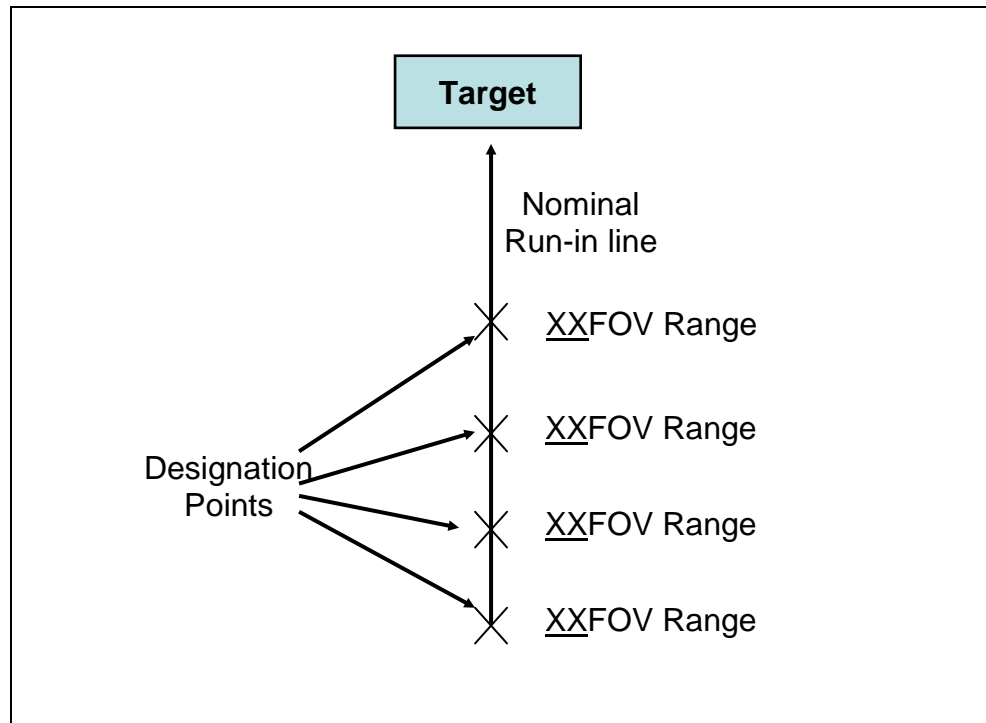 Target
Nominal
Run-in line
XXFOV Range
XXFOV Range
Designation
Points
XXFOV Range
XXFOV Range